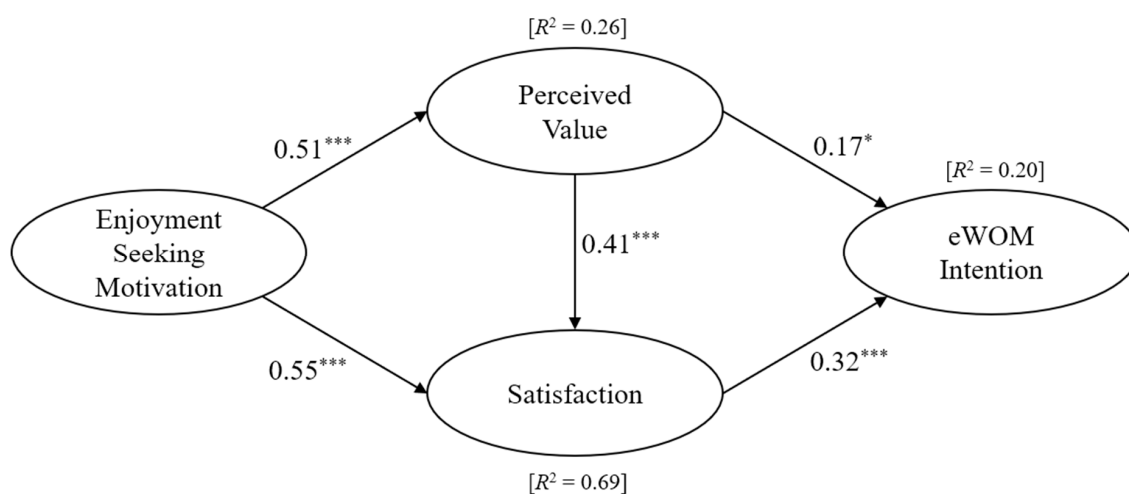 [R² = 0.26]
Perceived
Value
0.51***
0.17*
[R² = 0.20]
Enjoyment
Seeking
Motivation
0.41***
eWOM
Intention
0.55***
Satisfaction
0.32***
[R² = 0.69]